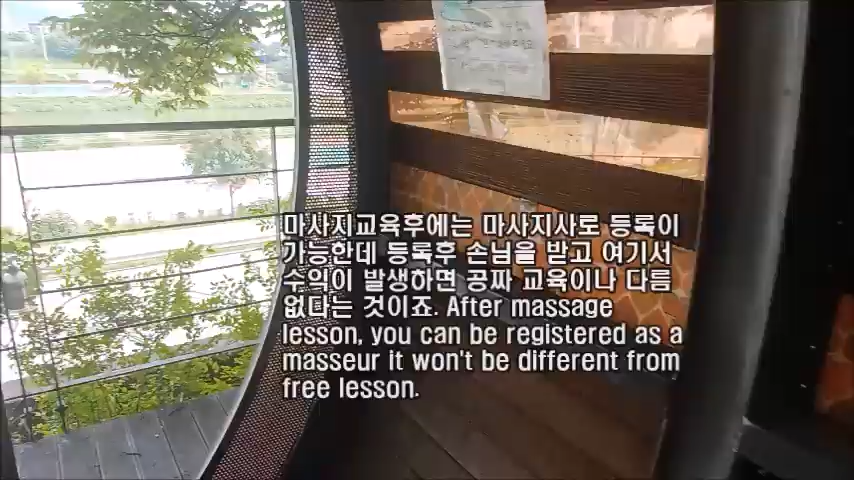 마사지교육후에는 마사지사로 등록이
가능한데 등록후 손님을 받고 여기서
수익이 발생하면 공짜 교육이나 다름
없다는 것이죠. After massage
lesson, you can be registered as a
masseur it won't be different from
free lesson.